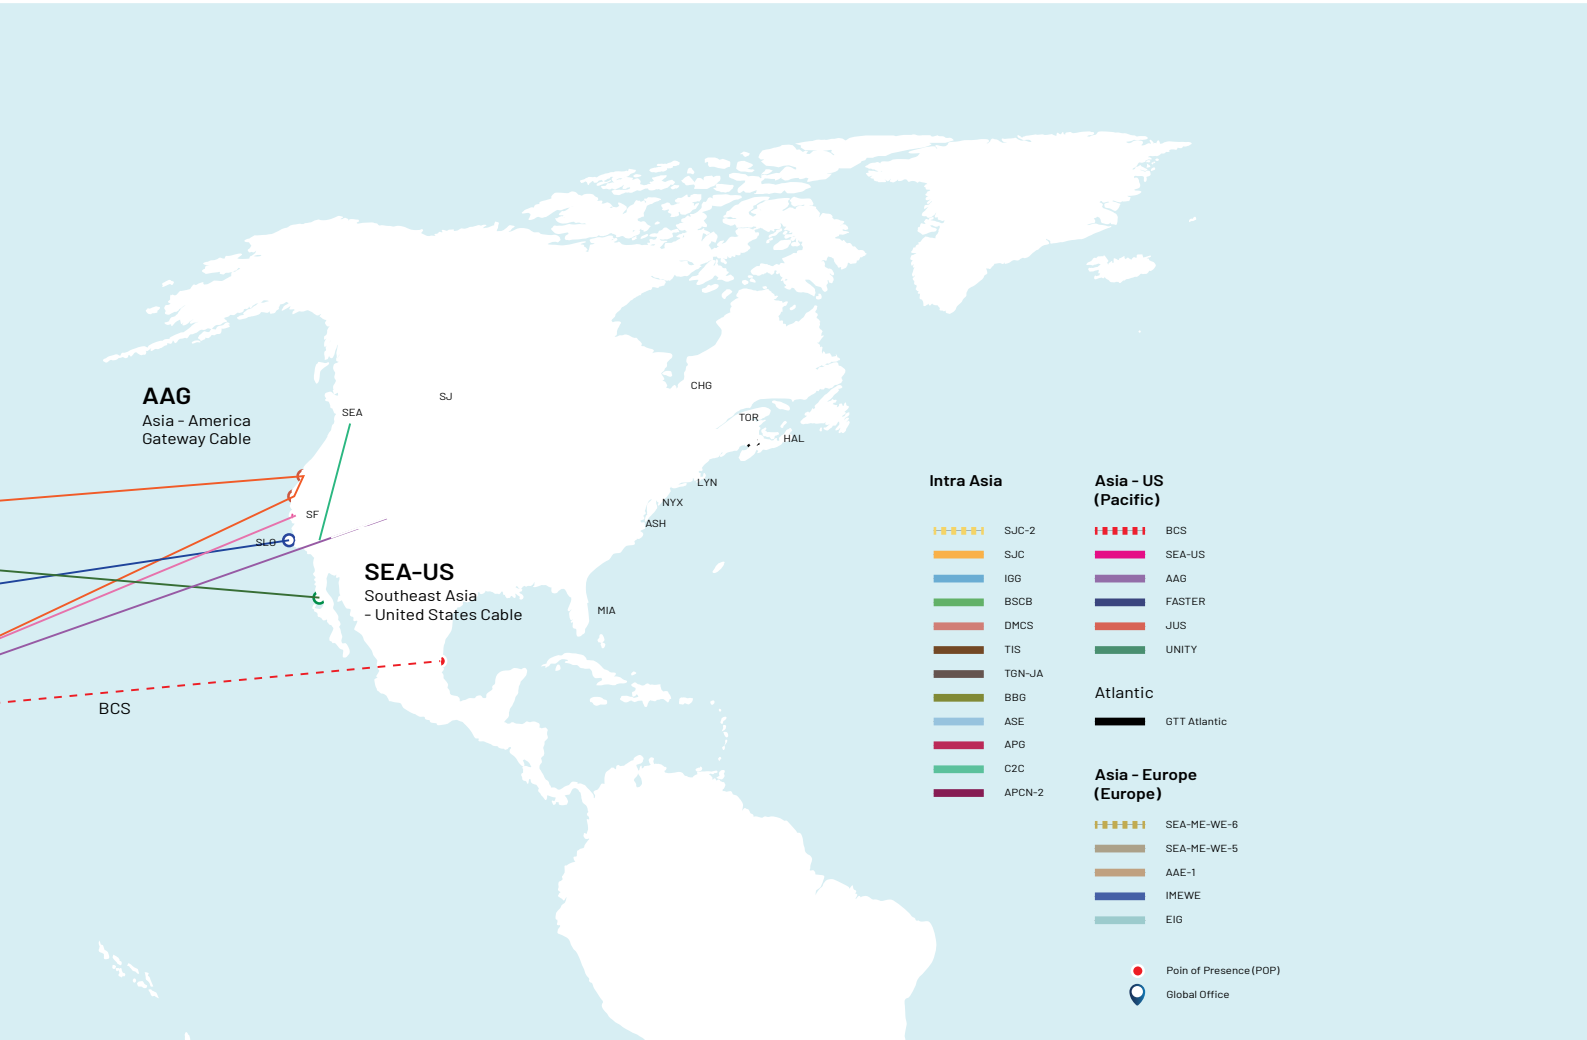 AAG
Asia - America
Gateway Cable
SJ
SEA
CHG
TOR
HAL
LYN
NYX
ASH
SF
SLO
SEA-US
Southeast Asia
- United States Cable
MIA
BCS
Intra Asia
SJC-2
SJC
IGG
BSCB
DMCS
TIS
TGN-JA
BBG
ASE
APG
C2C
APCN-2
Asia - US
(Pacific)
BCS
SEA-US
AAG
FASTER
JUS
UNITY
Atlantic
GTT Atlantic
Asia - Europe
(Europe)
SEA-ME-WE-6
SEA-ME-WE-5
AAE-1
IMEWE
EIG
Poin of Presence (POP)
Global Office